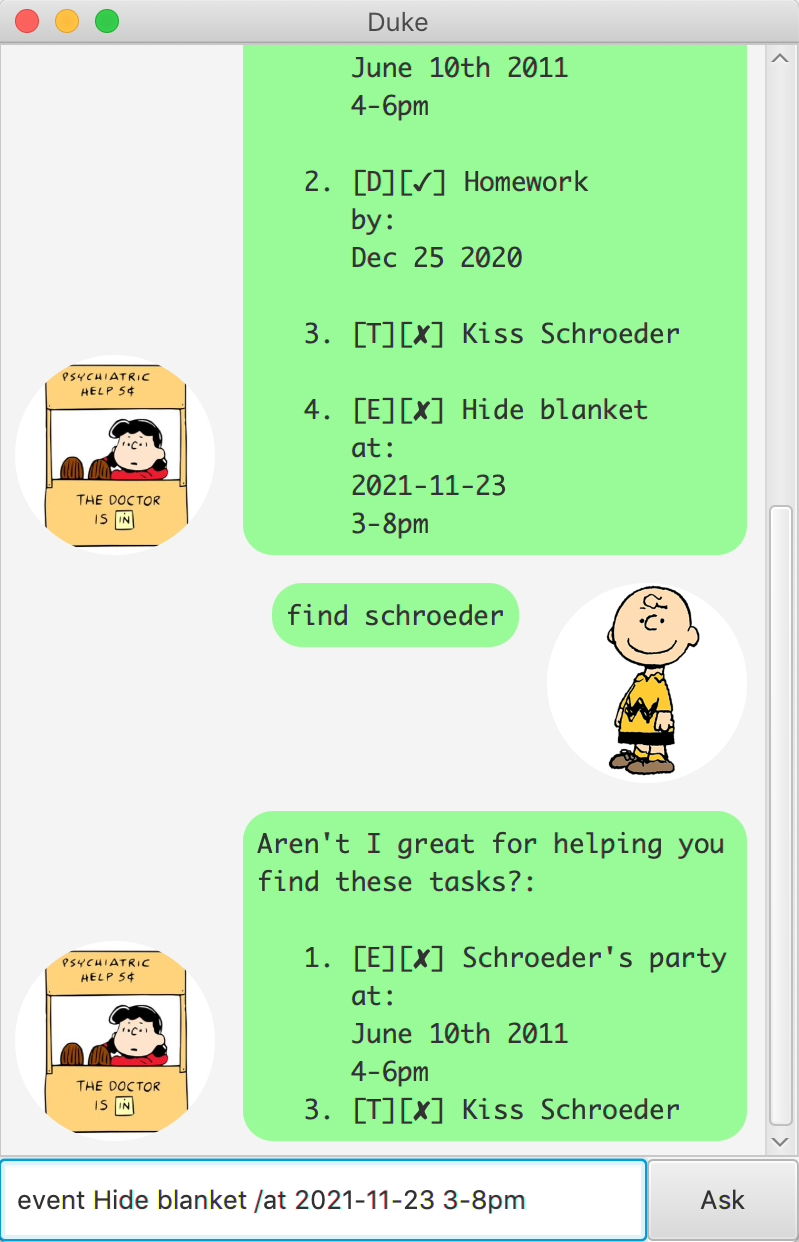 Duke
June 10th 2011
4-6pm
2. [D][✓] Homework
by:
Dec 25 2020
3. [T][✘] Kiss Schroeder
4. [E][✘] Hide blanket
at:
2021-11-23
3-8pm
PSYCHIATRIC
HELP 5¢
THE DOCTOR
IS IN
find schroeder
Aren't I great for helping you
find these tasks?:
1. [E][✘] Schroeder's party
at:
June 10th 2011
4-6pm
3. [T][✘] Kiss Schroeder
PSYCHIATRIC
HELP 5¢
THE DOCTOR
IS IN
event Hide blanket /at 2021-11-23 3-8pm
Ask